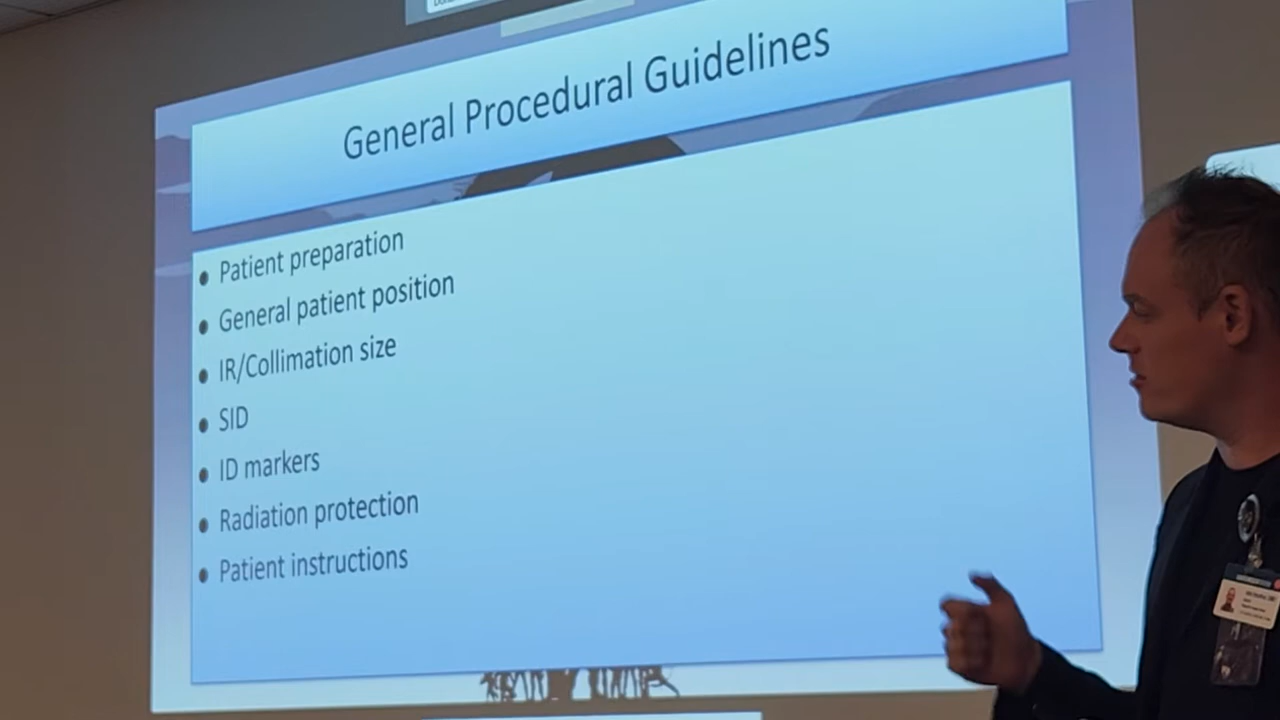 General Procedural Guidelines
Patient preparation
General patient position
IR/Collimation size
SID
ID markers
Radiation protection
Patient instructions